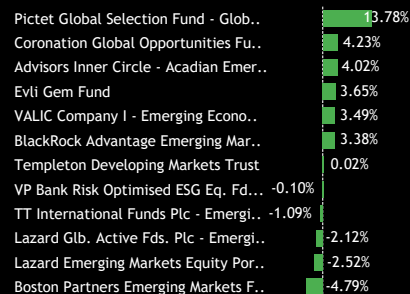 Pictet Global Selection Fund - Glob.. 13.78%
Coronation Global Opportunities Fu.. 4.23%
Advisors Inner Circle - Acadian Emer.. 4.02%
Evli Gem Fund 3.65%
VALIC Company I - Emerging Econo.. 3.49%
BlackRock Advantage Emerging Mar.. 3.38%
Templeton Developing Markets Trust 0.02%
VP Bank Risk Optimised ESG Eq. Fd... -0.10%
TT International Funds Plc - Emergi.. -1.09%
Lazard Glb. Active Fds. Plc - Emergi.. -2.12%
Lazard Emerging Markets Equity Por.. -2.52%
Boston Partners Emerging Markets F.. -4.79%